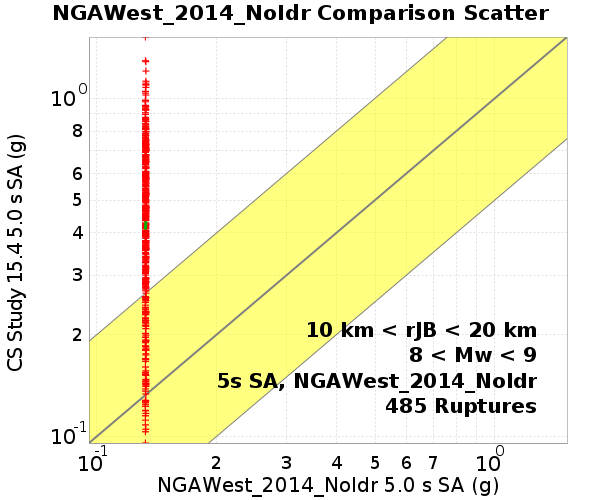 NGAWest_2014_NoIdr Comparison Scatter
CS Study 15.4 5.0 s SA (g)
10^0
8
6
5
4
3
2
10^-1
10 km < rJB < 20 km
8 < Mw < 9
5s SA, NGAWest_2014_NoIdr
485 Ruptures
10^-1 2 3 4 5 6 7 10^0
NGAWest_2014_NoIdr 5.0 s SA (g)